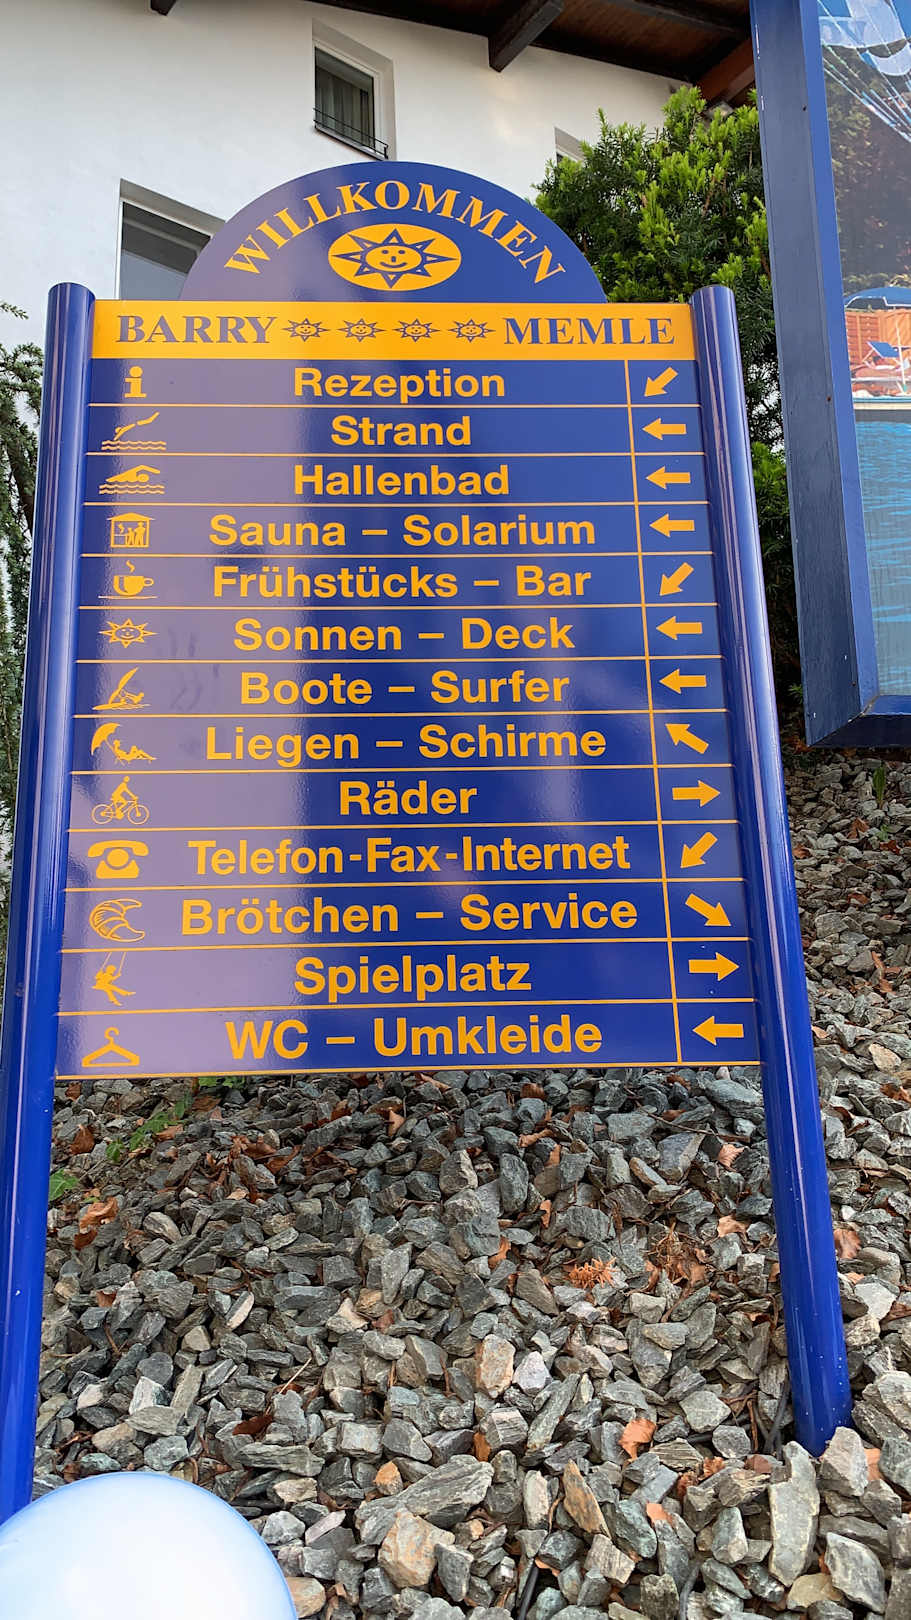 WILLKOMMEN
BARRY MEMLE
Rezeption
Strand
Hallenbad
Sauna – Solarium
Frühstücks – Bar
Sonnen – Deck
Boote – Surfer
Liegen – Schirme
Räder
Telefon-Fax-Internet
Brötchen – Service
Spielplatz
WC – Umkleide